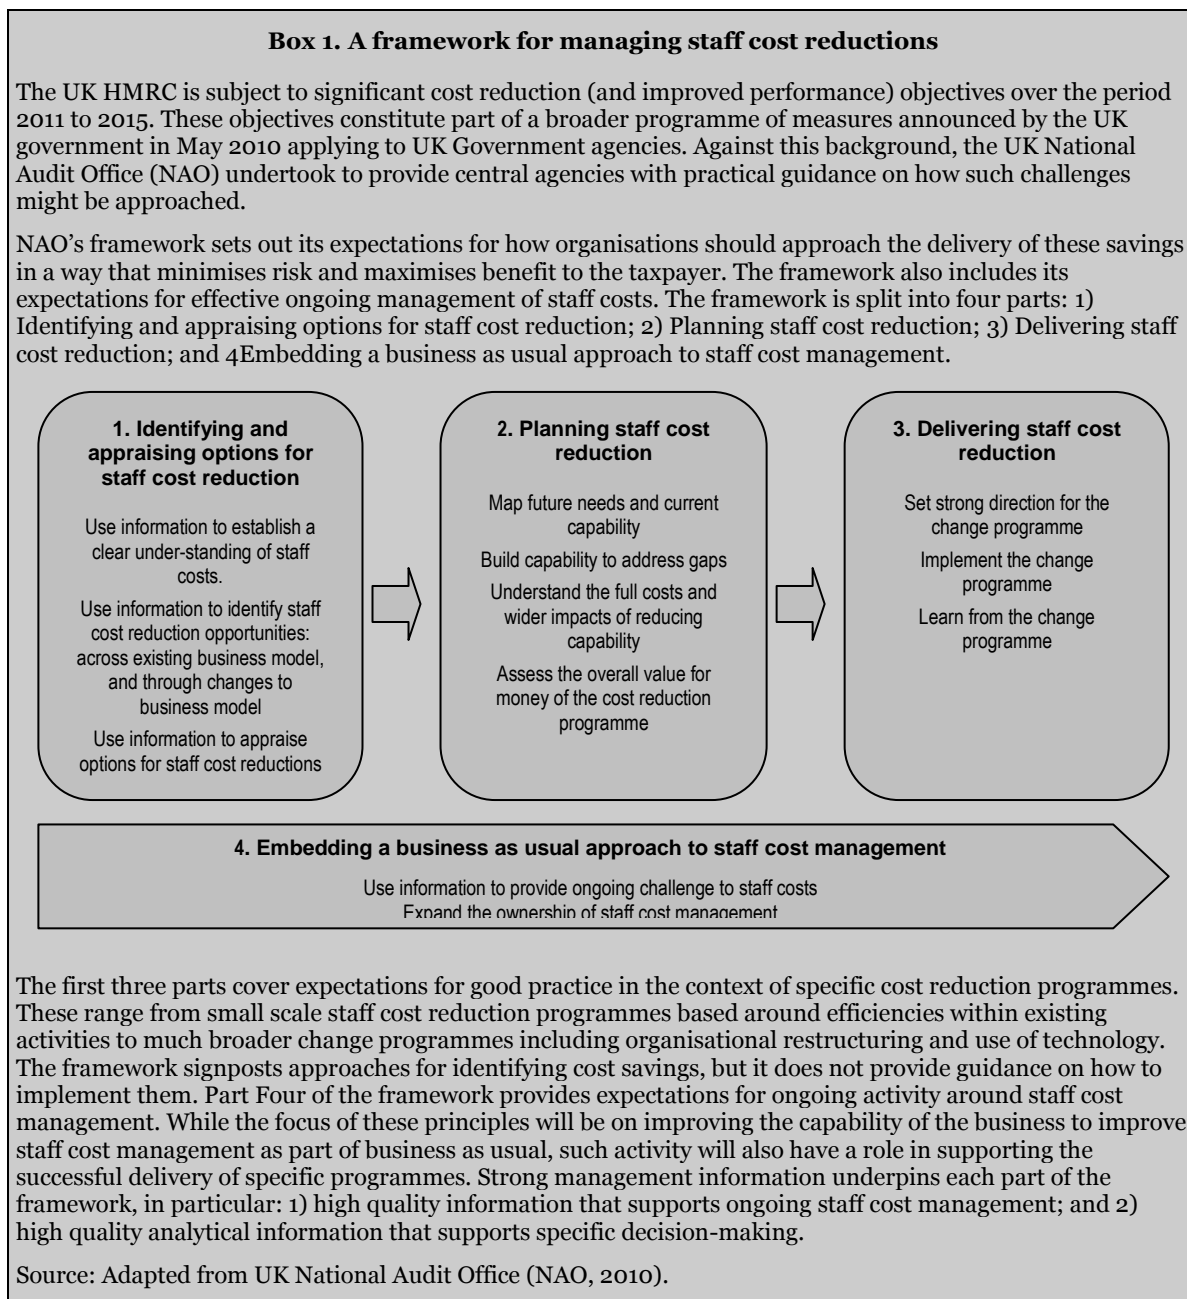 Box 1. A framework for managing staff cost reductions
The UK HMRC is subject to significant cost reduction (and improved performance) objectives over the period
2011 to 2015. These objectives constitute part of a broader programme of measures announced by the UK
government in May 2010 applying to UK Government agencies. Against this background, the UK National
Audit Office (NAO) undertook to provide central agencies with practical guidance on how such challenges
might be approached.
NAO's framework sets out its expectations for how organisations should approach the delivery of these savings
in a way that minimises risk and maximises benefit to the taxpayer. The framework also includes its
expectations for effective ongoing management of staff costs. The framework is split into four parts: 1)
Identifying and appraising options for staff cost reduction; 2) Planning staff cost reduction; 3) Delivering staff
cost reduction; and 4Embedding a business as usual approach to staff cost management.
1. Identifying and
appraising options for
staff cost reduction
Use information to establish a
clear under-standing of staff
costs.
Use information to identify staff
cost reduction opportunities:
across existing business model,
and through changes to
business model
Use information to appraise
options for staff cost reductions
2. Planning staff cost
reduction
Map future needs and current
capability
Build capability to address gaps
Understand the full costs and
wider impacts of reducing
capability
Assess the overall value for
money of the cost reduction
programme
3. Delivering staff cost
reduction
Set strong direction for the
change programme
Implement the change
programme
Learn from the change
programme
4. Embedding a business as usual approach to staff cost management
Use information to provide ongoing challenge to staff costs
Expand the ownership of staff cost management
The first three parts cover expectations for good practice in the context of specific cost reduction programmes.
These range from small scale staff cost reduction programmes based around efficiencies within existing
activities to much broader change programmes including organisational restructuring and use of technology.
The framework signposts approaches for identifying cost savings, but it does not provide guidance on how to
implement them. Part Four of the framework provides expectations for ongoing activity around staff cost
management. While the focus of these principles will be on improving the capability of the business to improve
staff cost management as part of business as usual, such activity will also have a role in supporting the
successful delivery of specific programmes. Strong management information underpins each part of the
framework, in particular: 1) high quality information that supports ongoing staff cost management; and 2)
high quality analytical information that supports specific decision-making.
Source: Adapted from UK National Audit Office (NAO, 2010).